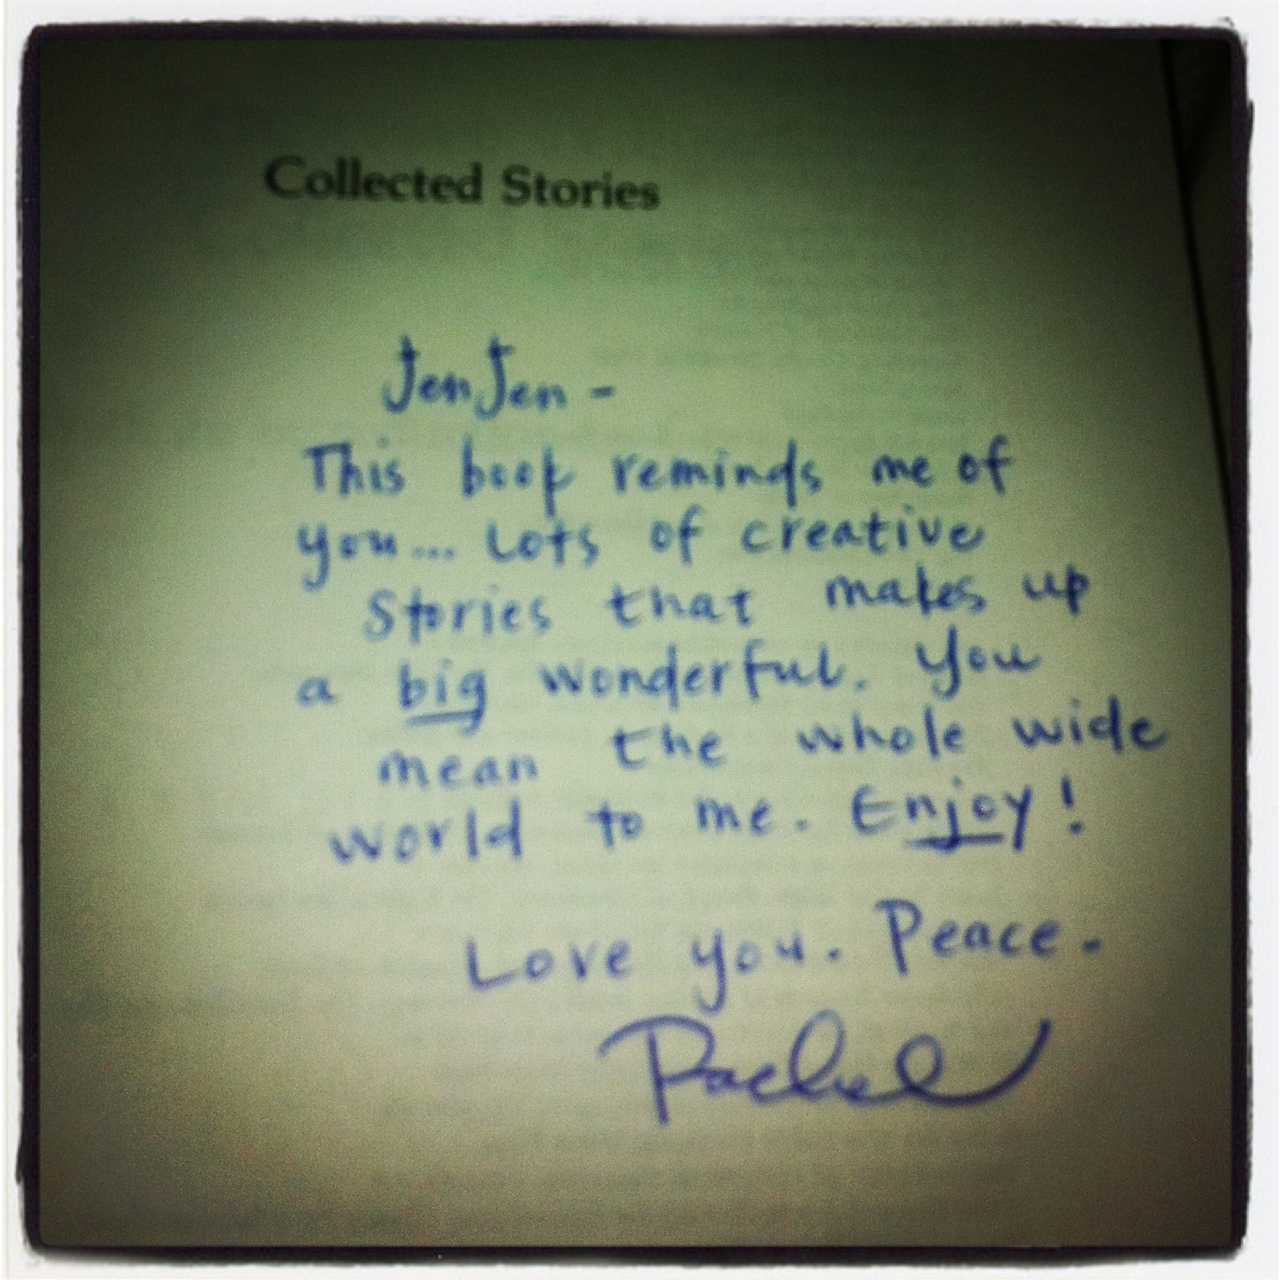 Collected Stories
JenJen -
This book reminds me of
you... Lots of creative
Stories that makes up
a big wonderful. You
mean the whole wide
world to me. Enjoy!
Love you. Peace.
Rachel